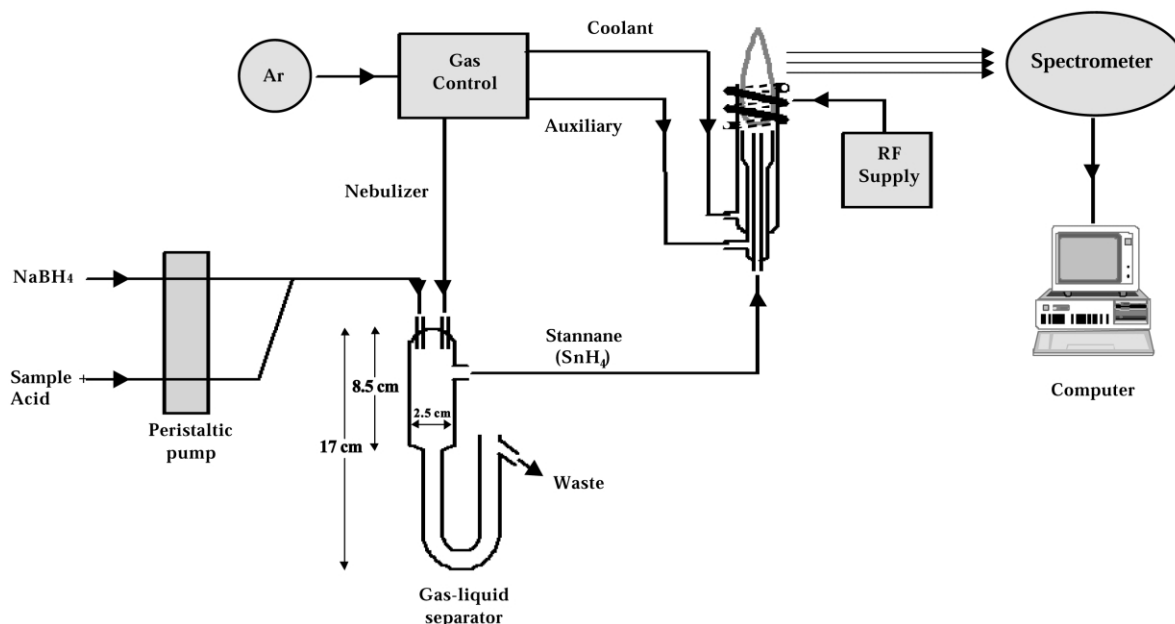 Ar
Gas
Control
Coolant
Auxiliary
Nebulizer
Spectrometer
RF
Supply
NaBH₄
Sample +
Acid
Peristaltic
pump
8.5 cm
2.5 cm
17 cm
Stannane
(SnH₄)
Waste
Gas-liquid
separator
Computer